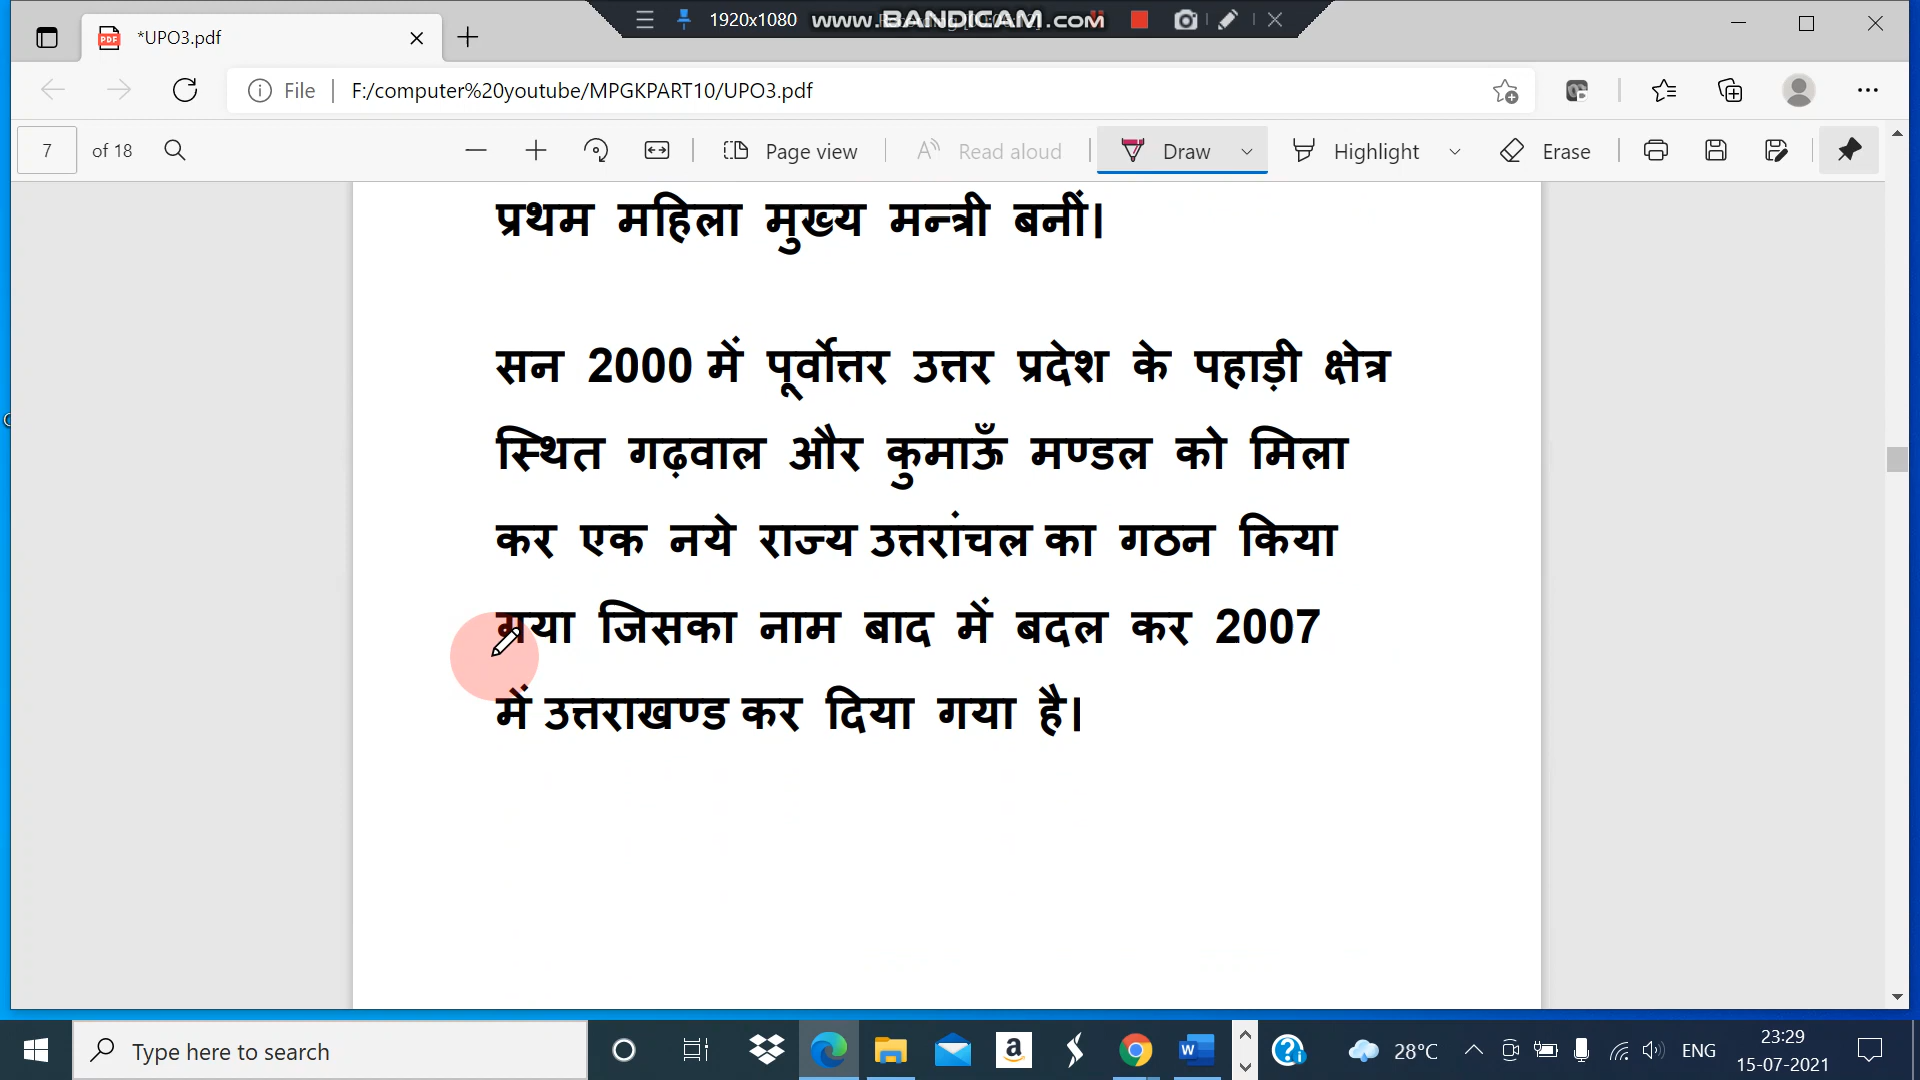 1920x1080 www.BANDICAM.com
*UPO3.pdf
File F:/computer%20youtube/MPGKPART10/UPO3.pdf
7 of 18 Page view Read aloud Draw Highlight Erase
प्रथम महिला मुख्य मन्त्री बनीं।
सन 2000 में पूर्वोत्तर उत्तर प्रदेश के पहाड़ी क्षेत्र
स्थित गढ़वाल और कुमाऊँ मण्डल को मिला
कर एक नये राज्य उत्तरांचल का गठन किया
गया जिसका नाम बाद में बदल कर 2007
में उत्तराखण्ड कर दिया गया है।
Type here to search 28°C ENG 23:29
15-07-2021